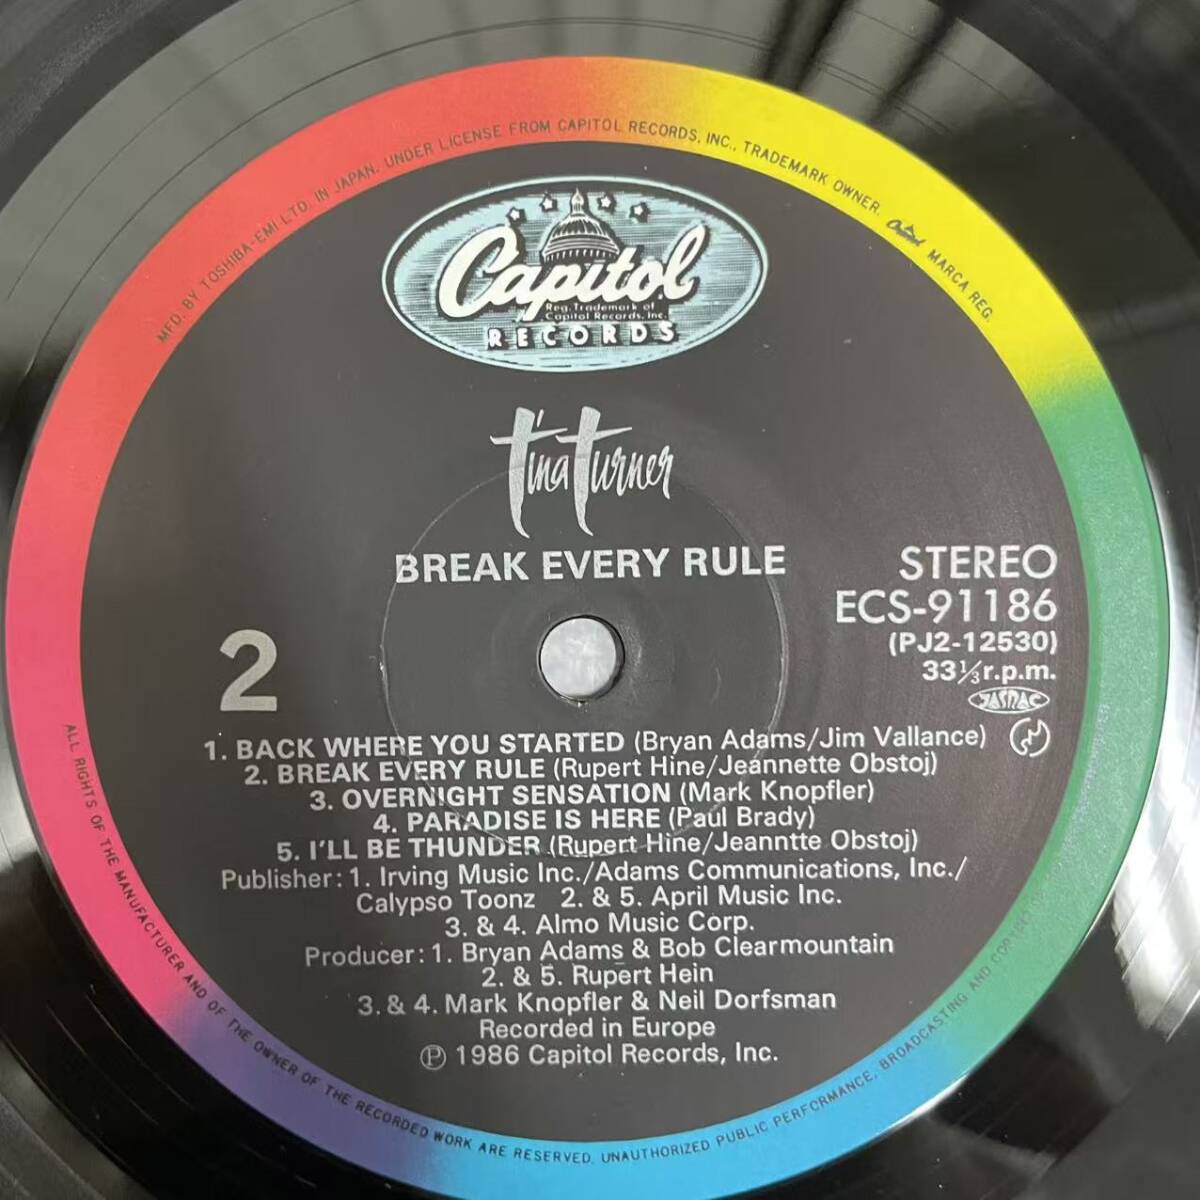 MFD. BY TOSHIBA-EMI LTD. IN JAPAN. UNDER LICENSE FROM CAPITOL RECORDS, INC., TRADEMARK OWNER. Capitol MARCA REG.
Capitol
Reg. Trademark of
Capitol Records, Inc.
RECORDS
Tina Turner
BREAK EVERY RULE
STEREO
ECS-91186
(PJ2-12530)
33⅓r.p.m.
JASRAC
2
1. BACK WHERE YOU STARTED (Bryan Adams/Jim Vallance)
2. BREAK EVERY RULE (Rupert Hine/Jeannette Obstoj)
3. OVERNIGHT SENSATION (Mark Knopfler)
4. PARADISE IS HERE (Paul Brady)
5. I'LL BE THUNDER (Rupert Hine/Jeanntte Obstoj)
Publisher: 1. Irving Music Inc./Adams Communications, Inc./
Calypso Toonz 2. & 5. April Music Inc.
3. & 4. Almo Music Corp.
Producer: 1. Bryan Adams & Bob Clearmountain
2. & 5. Rupert Hein
3. & 4. Mark Knopfler & Neil Dorfsman
Recorded in Europe
Ⓟ 1986 Capitol Records, Inc.
ALL RIGHTS OF THE MANUFACTURER AND OF THE OWNER OF THE RECORDED WORK ARE RESERVED. UNAUTHORIZED PUBLIC PERFORMANCE, BROADCASTING AND